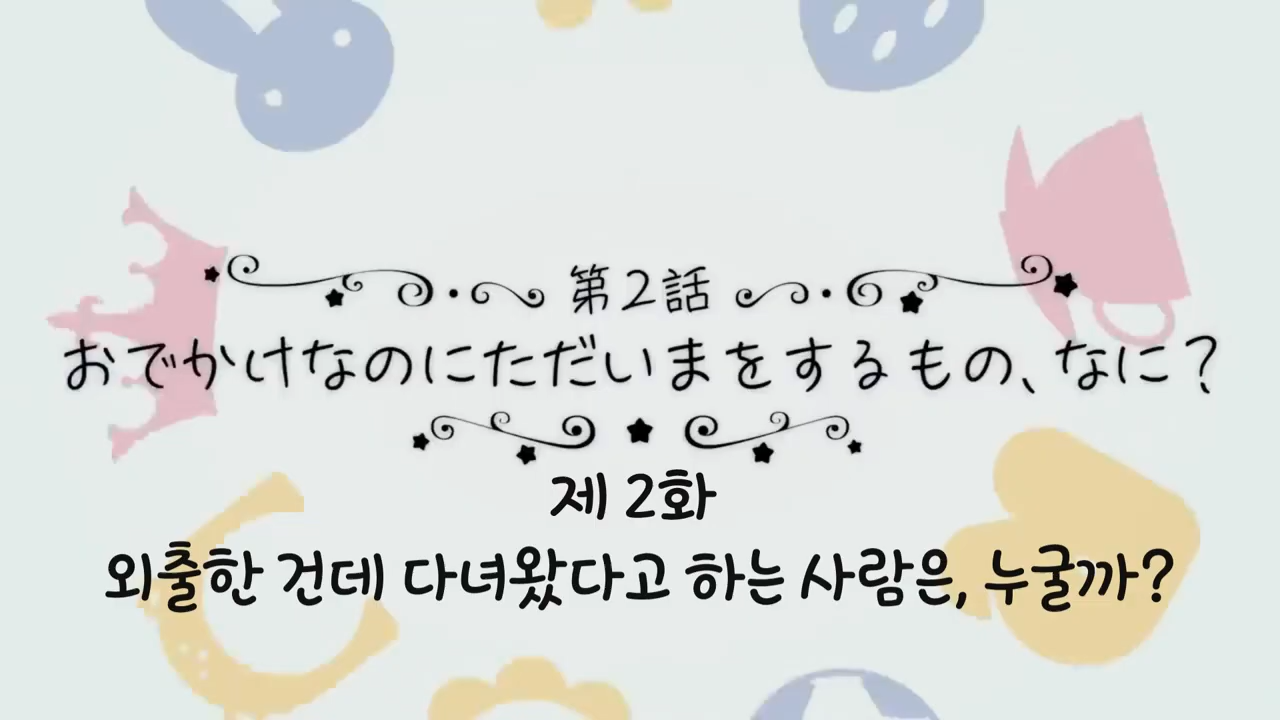 第2話
おでかけなのにただいまをするもの、なに？
제 2화
외출한 건데 다녀왔다고 하는 사람은, 누굴까?